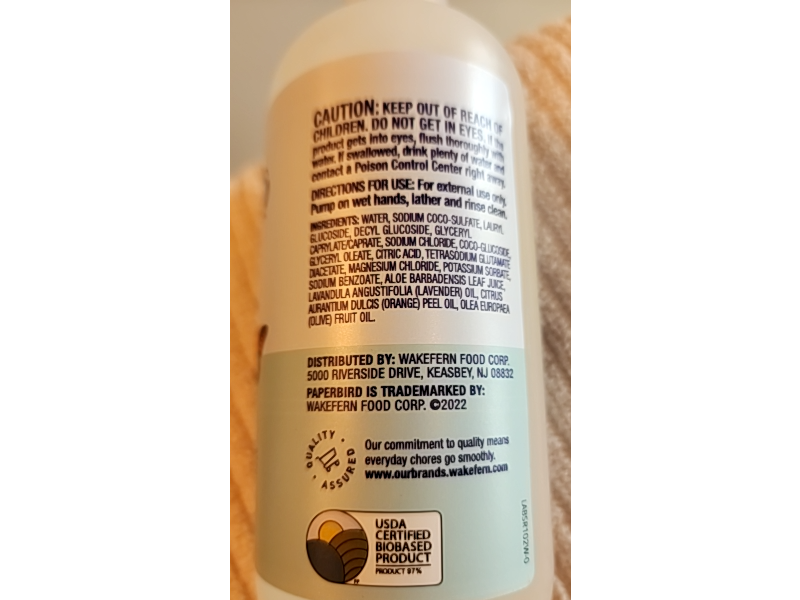 CAUTION: KEEP OUT OF REACH OF
CHILDREN. DO NOT GET IN EYES. If the
product gets into eyes, flush thoroughly with
water. If swallowed, drink plenty of water and
contact a Poison Control Center right away.
DIRECTIONS FOR USE: For external use only.
Pump on wet hands, lather and rinse clean.
INGREDIENTS: WATER, SODIUM COCO-SULFATE, LAURYL
GLUCOSIDE, DECYL GLUCOSIDE, GLYCERYL
CAPRYLATE/CAPRATE, SODIUM CHLORIDE, COCO-GLUCOSIDE,
GLYCERYL OLEATE, CITRIC ACID, TETRASODIUM GLUTAMATE
DIACETATE, MAGNESIUM CHLORIDE, POTASSIUM SORBATE,
SODIUM BENZOATE, ALOE BARBADENSIS LEAF JUICE,
LAVANDULA ANGUSTIFOLIA (LAVENDER) OIL, CITRUS
AURANTIUM DULCIS (ORANGE) PEEL OIL, OLEA EUROPAEA
(OLIVE) FRUIT OIL.
DISTRIBUTED BY: WAKEFERN FOOD CORP.
5000 RIVERSIDE DRIVE, KEASBEY, NJ 08832
PAPERBIRD IS TRADEMARKED BY:
WAKEFERN FOOD CORP. ©2022
QUALITY
ASSURED
Our commitment to quality means
everyday chores go smoothly.
www.ourbrands.wakefern.com
USDA
CERTIFIED
BIOBASED
PRODUCT
PRODUCT 97%
FP